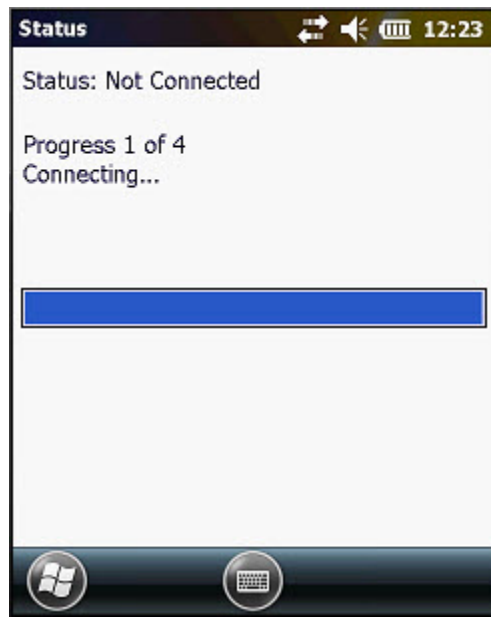 Status 12:23
Status: Not Connected
Progress 1 of 4
Connecting...